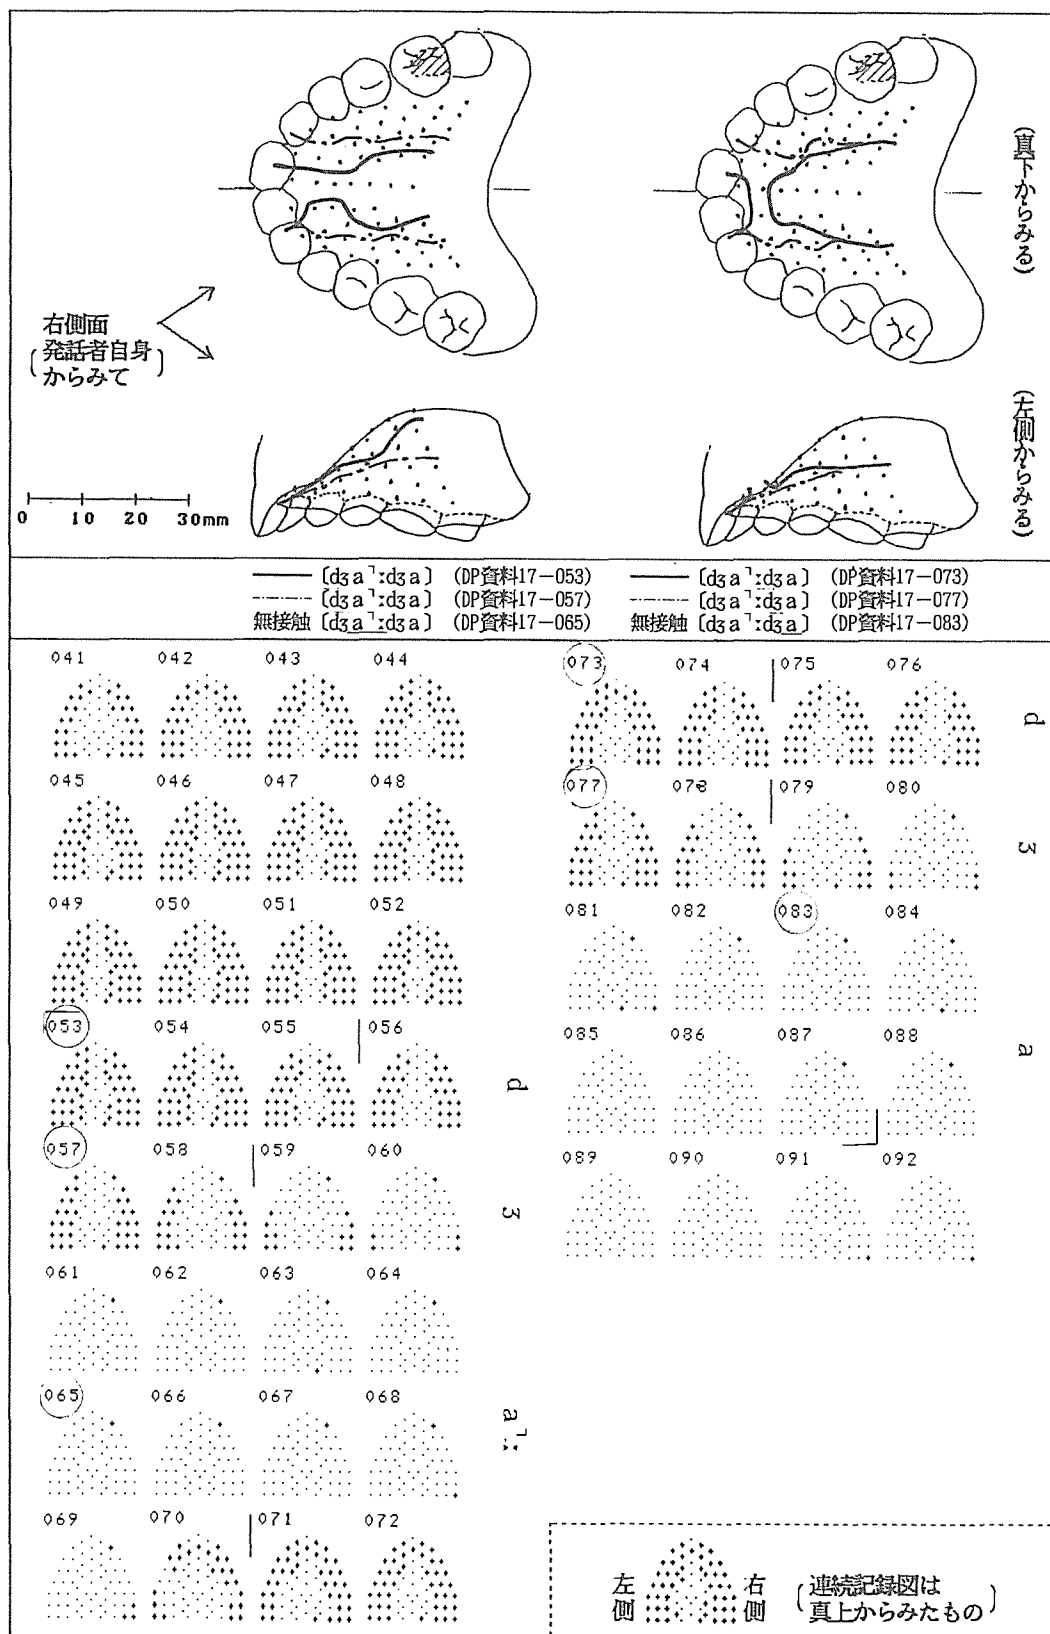 (真下からみる)
右側面
(発話者自身)
からみて
(左側からみる)
0 10 20 30mm
〔dʒa˺ːdʒa〕 (DP資料17-053)
〔dʒa˺ːdʒa〕 (DP資料17-057)
無接触 〔dʒa˺ːdʒa〕 (DP資料17-065)
〔dʒa˺ːdʒa〕 (DP資料17-073)
〔dʒa˺ːdʒa〕 (DP資料17-077)
無接触 〔dʒa˺ːdʒa〕 (DP資料17-083)
041 042 043 044
045 046 047 048
049 050 051 052
053 054 055 056
d
057 058 059 060
ʒ
061 062 063 064
065 066 067 068
a˺ː
069 070 071 072
073 074 075 076
d
077 078 079 080
ʒ
081 082 083 084
085 086 087 088
a
089 090 091 092
左側
右側
(連続記録図は
真上からみたもの)